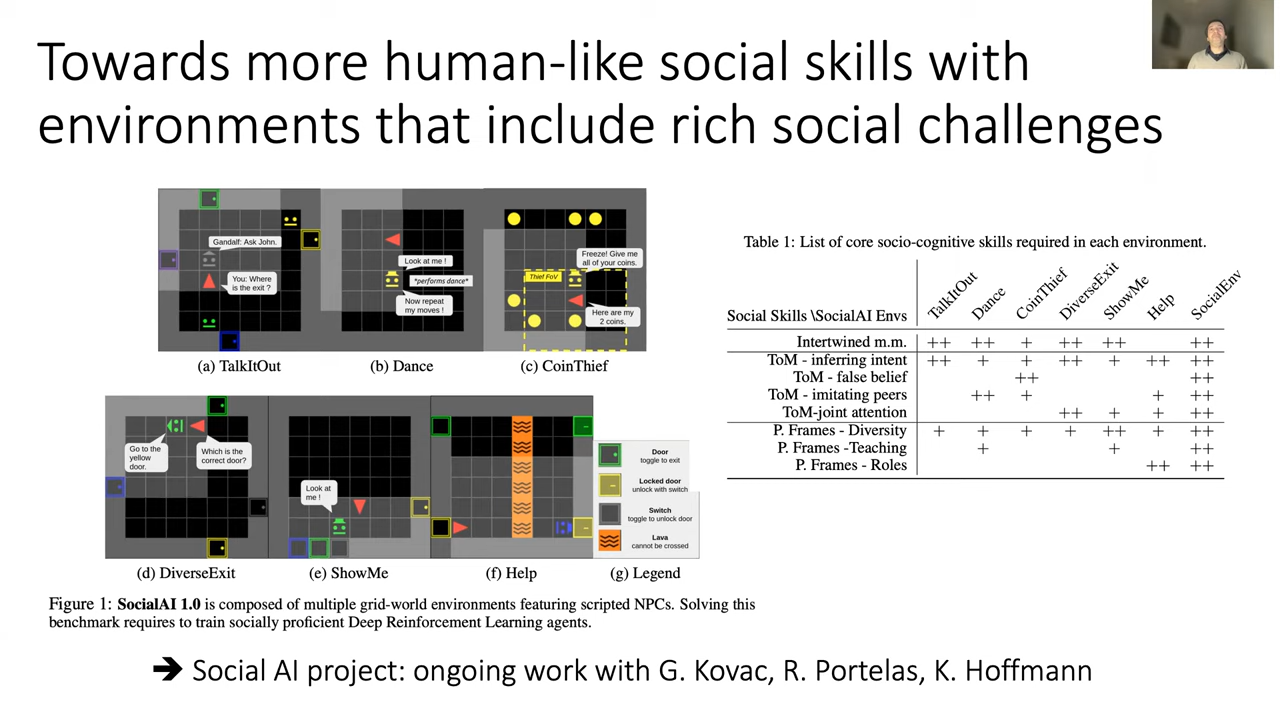 Towards more human-like social skills with
environments that include rich social challenges
Gandalf: Ask John.
You: Where
is the exit ?
Look at me !
*performs dance*
Now repeat
my moves !
Freeze! Give me
all of your coins.
Thief FoV
Here are my
2 coins.
(a) TalkItOut
(b) Dance
(c) CoinThief
Go to the
yellow
door.
Which is the
correct door?
Look at
me !
Door
toggle to exit
Locked door
unlock with switch
Switch
toggle to unlock door
Lava
cannot be crossed
(d) DiverseExit
(e) ShowMe
(f) Help
(g) Legend
Figure 1: SocialAI 1.0 is composed of multiple grid-world environments featuring scripted NPCs. Solving this
benchmark requires to train socially proficient Deep Reinforcement Learning agents.
Table 1: List of core socio-cognitive skills required in each environment.
Social Skills \SocialAI Envs TalkItOut Dance CoinThief DiverseExit ShowMe Help SocialEnv
Intertwined m.m. ++ ++ + ++ ++ ++
ToM - inferring intent ++ + + ++ + ++ ++
ToM - false belief ++ ++
ToM - imitating peers ++ + + ++
ToM-joint attention ++ + + ++
P. Frames - Diversity + + + + ++ + ++
P. Frames -Teaching + + ++
P. Frames - Roles ++ ++
➔ Social AI project: ongoing work with G. Kovac, R. Portelas, K. Hoffmann